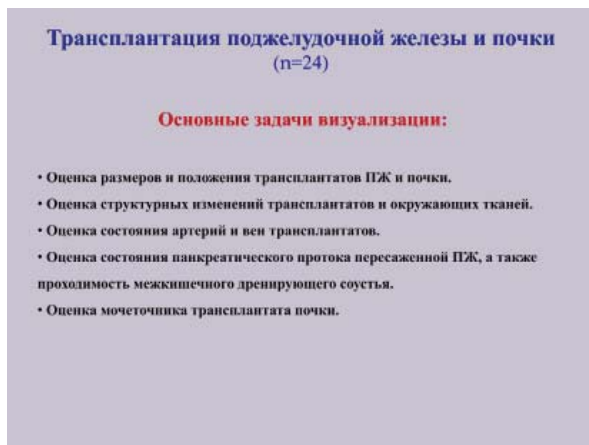 Трансплантация поджелудочной железы и почки
(n=24)
Основные задачи визуализации:
• Оценка размеров и положения трансплантатов ПЖ и почки.
• Оценка структурных изменений трансплантатов и окружающих тканей.
• Оценка состояния артерий и вен трансплантатов.
• Оценка состояния панкреатического протока пересаженной ПЖ, а также
проходимость межкишечного дренирующего соустья.
• Оценка мочеточника трансплантата почки.